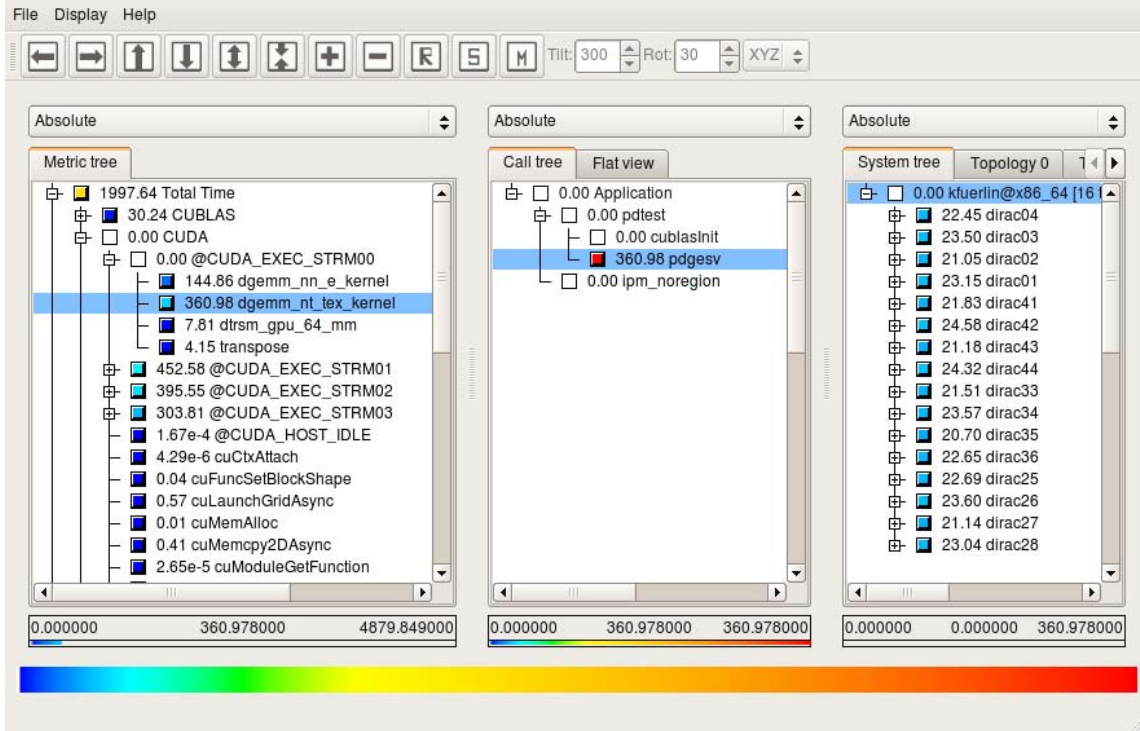 File Display Help
R S M Tilt: 300 Rot: 30 XYZ
Absolute
Metric tree
1997.64 Total Time
30.24 CUBLAS
0.00 CUDA
0.00 @CUDA_EXEC_STRM00
144.86 dgemm_nn_e_kernel
360.98 dgemm_nt_tex_kernel
7.81 dtrsm_gpu_64_mm
4.15 transpose
452.58 @CUDA_EXEC_STRM01
395.55 @CUDA_EXEC_STRM02
303.81 @CUDA_EXEC_STRM03
1.67e-4 @CUDA_HOST_IDLE
4.29e-6 cuCtxAttach
0.04 cuFuncSetBlockShape
0.57 cuLaunchGridAsync
0.01 cuMemAlloc
0.41 cuMemcpy2DAsync
2.65e-5 cuModuleGetFunction
0.000000 360.978000 4879.849000
Absolute
Call tree Flat view
0.00 Application
0.00 pdtest
0.00 cublasInit
360.98 pdgesv
0.00 ipm_noregion
0.000000 360.978000 360.978000
Absolute
System tree Topology 0
0.00 kfuerlin@x86_64 [16
22.45 dirac04
23.50 dirac03
21.05 dirac02
23.15 dirac01
21.83 dirac41
24.58 dirac42
21.18 dirac43
24.32 dirac44
21.51 dirac33
23.57 dirac34
20.70 dirac35
22.65 dirac36
22.69 dirac25
23.60 dirac26
21.14 dirac27
23.04 dirac28
0.000000 0.000000 360.978000